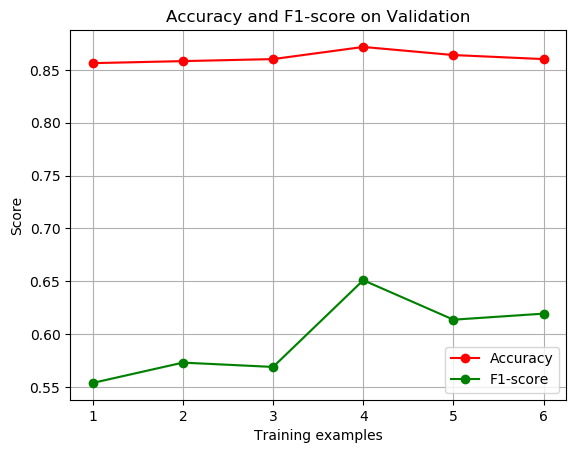 Accuracy and F1-score on Validation
Score
0.85
0.80
0.75
0.70
0.65
0.60
0.55
Accuracy
F1-score
1 2 3 4 5 6
Training examples